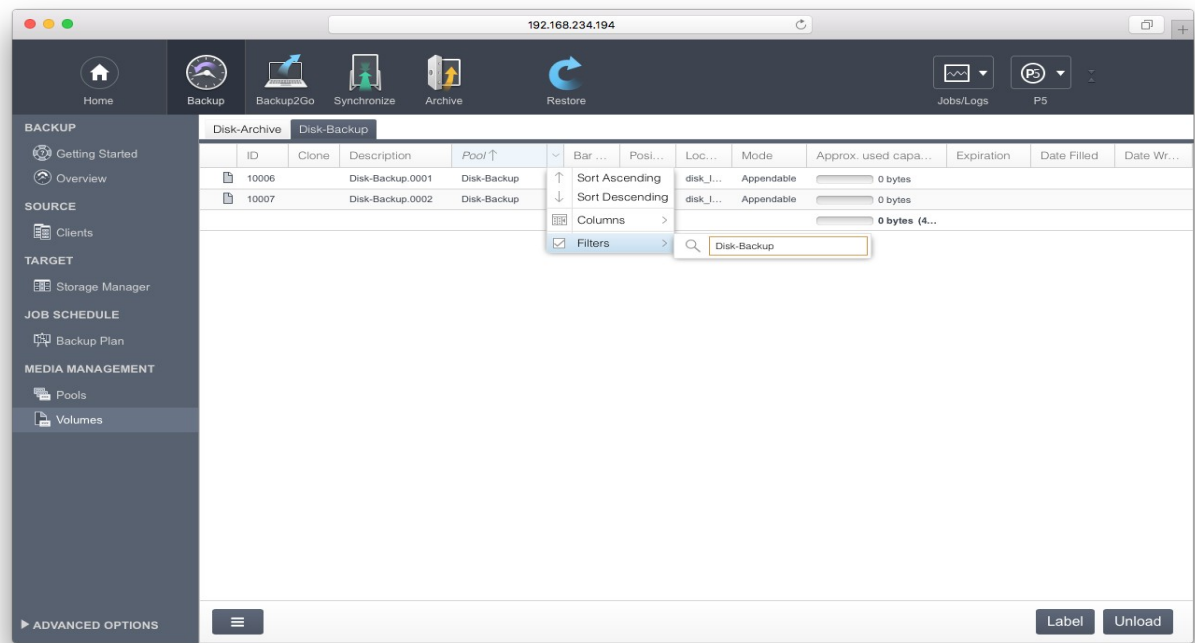 192.168.234.194
Home
Backup
Backup2Go
Synchronize
Archive
Restore
Jobs/Logs
P5
P5
BACKUP
Getting Started
Overview
SOURCE
Clients
TARGET
Storage Manager
JOB SCHEDULE
Backup Plan
MEDIA MANAGEMENT
Pools
Volumes
ADVANCED OPTIONS
Disk-Archive Disk-Backup
ID Clone Description Pool Bar ... Posi... Loc... Mode Approx. used capa... Expiration Date Filled Date Wr...
10006 Disk-Backup.0001 Disk-Backup disk_l... Appendable 0 bytes
10007 Disk-Backup.0002 Disk-Backup disk_l... Appendable 0 bytes
0 bytes (4...
Sort Ascending
Sort Descending
Columns
Filters
Disk-Backup
Label Unload